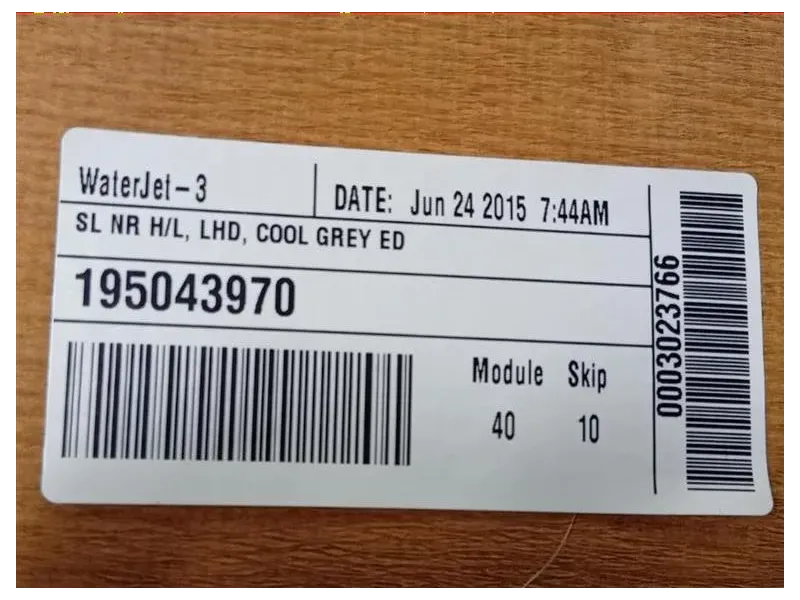 WaterJet-3
DATE: Jun 24 2015 7:44AM
SL NR H/L, LHD, COOL GREY ED
195043970
Module Skip
40 10
0003023766